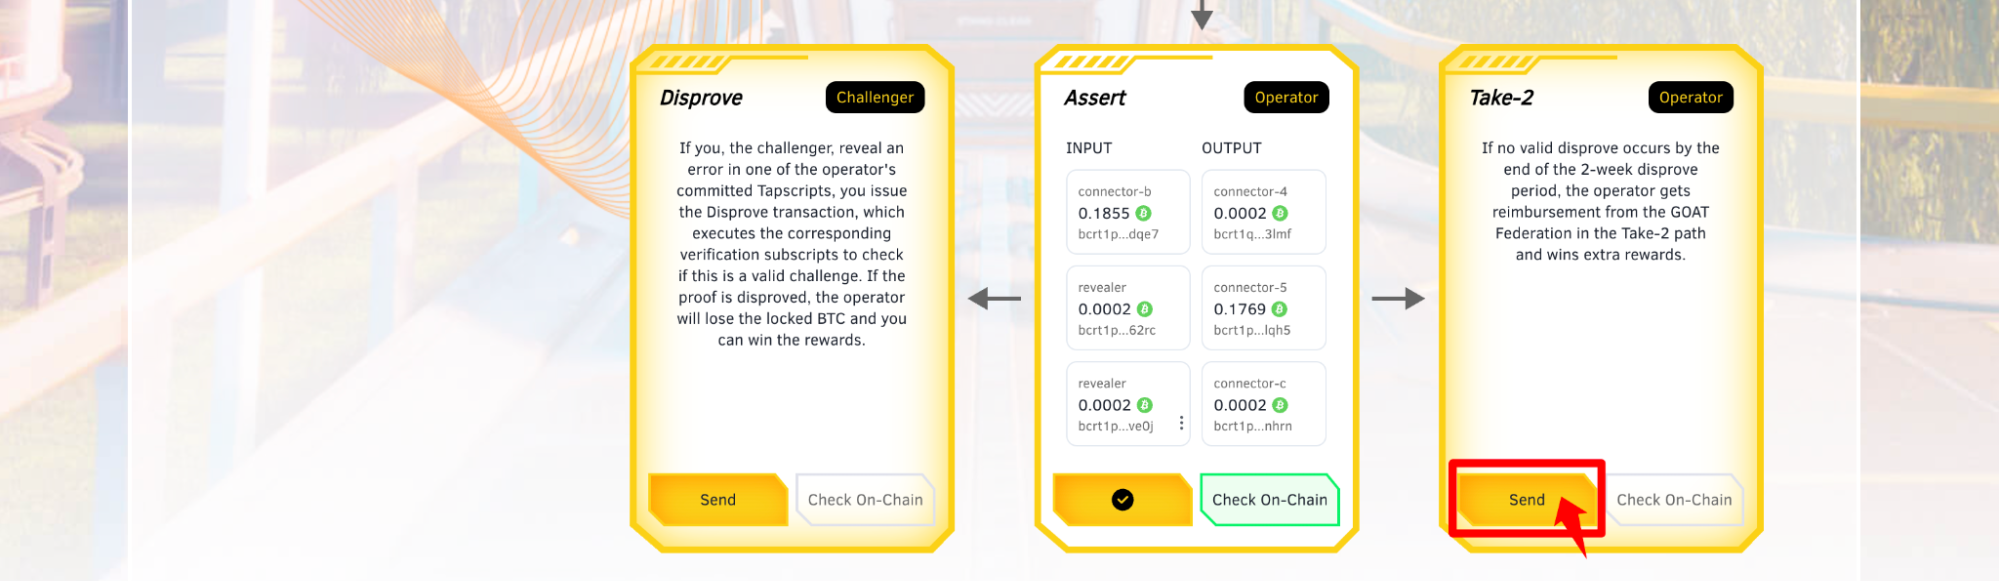 Disprove
Challenger
If you, the challenger, reveal an
error in one of the operator's
committed Tapscripts, you issue
the Disprove transaction, which
executes the corresponding
verification subscripts to check
if this is a valid challenge. If the
proof is disproved, the operator
will lose the locked BTC and you
can win the rewards.
Send
Check On-Chain
Assert
Operator
INPUT
OUTPUT
connector-b
0.1855
bcrt1p...dqe7
connector-4
0.0002
bcrt1q...3lmf
revealer
0.0002
bcrt1p...62rc
connector-5
0.1769
bcrt1p...lqh5
revealer
0.0002
bcrt1p...ve0j
connector-c
0.0002
bcrt1p...nhrn
Check On-Chain
Take-2
Operator
If no valid disprove occurs by the
end of the 2-week disprove
period, the operator gets
reimbursement from the GOAT
Federation in the Take-2 path
and wins extra rewards.
Send
Check On-Chain